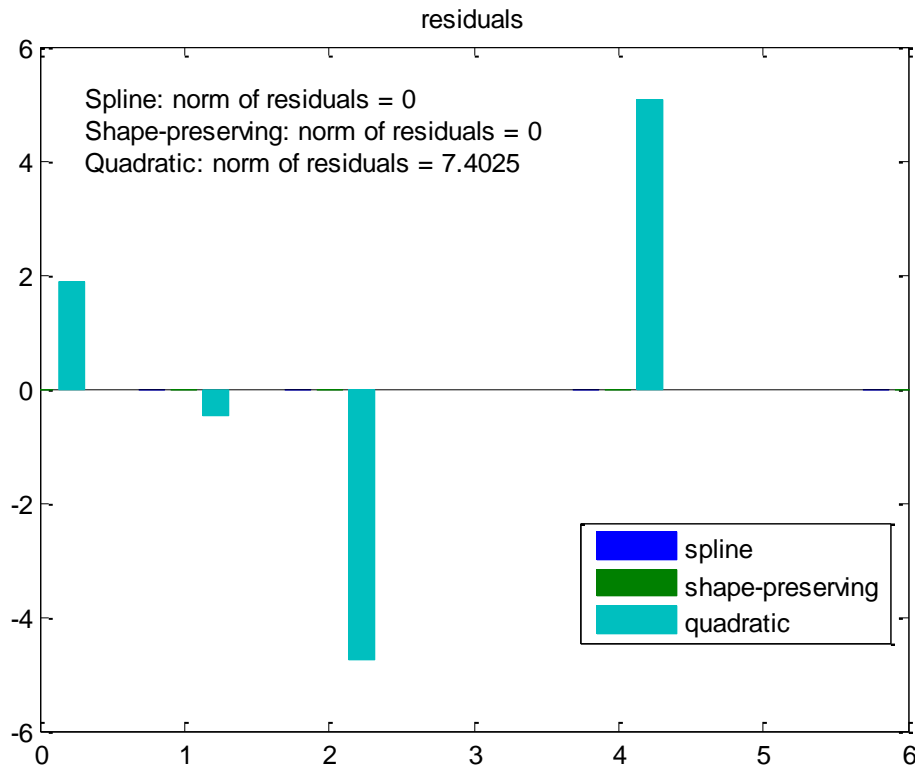 residuals
6
Spline: norm of residuals = 0
Shape-preserving: norm of residuals = 0
Quadratic: norm of residuals = 7.4025
4
2
0
-2
-4
-6
spline
shape-preserving
quadratic
0 1 2 3 4 5 6